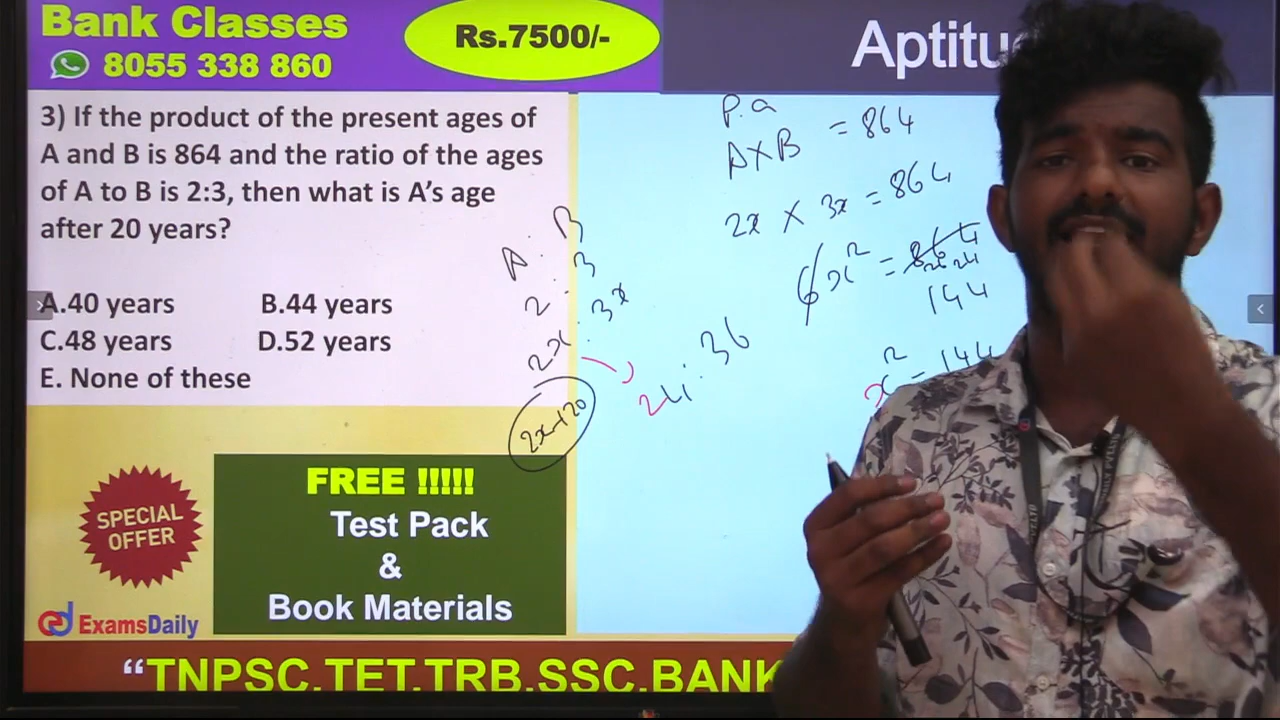 Bank Classes
8055 338 860
Rs.7500/-
Aptitu
3) If the product of the present ages of
A and B is 864 and the ratio of the ages
of A to B is 2:3, then what is A's age
after 20 years?
A.40 years B.44 years
C.48 years D.52 years
E. None of these
P.a
A×B = 864
2x × 3x = 864
6x² = 864
144
x² = 144
A : B
2 : 3
2x : 3x
24 : 36
2x+20
SPECIAL
OFFER
FREE !!!!!
Test Pack
&
Book Materials
ExamsDaily
“TNPSC,TET,TRB,SSC,BANK